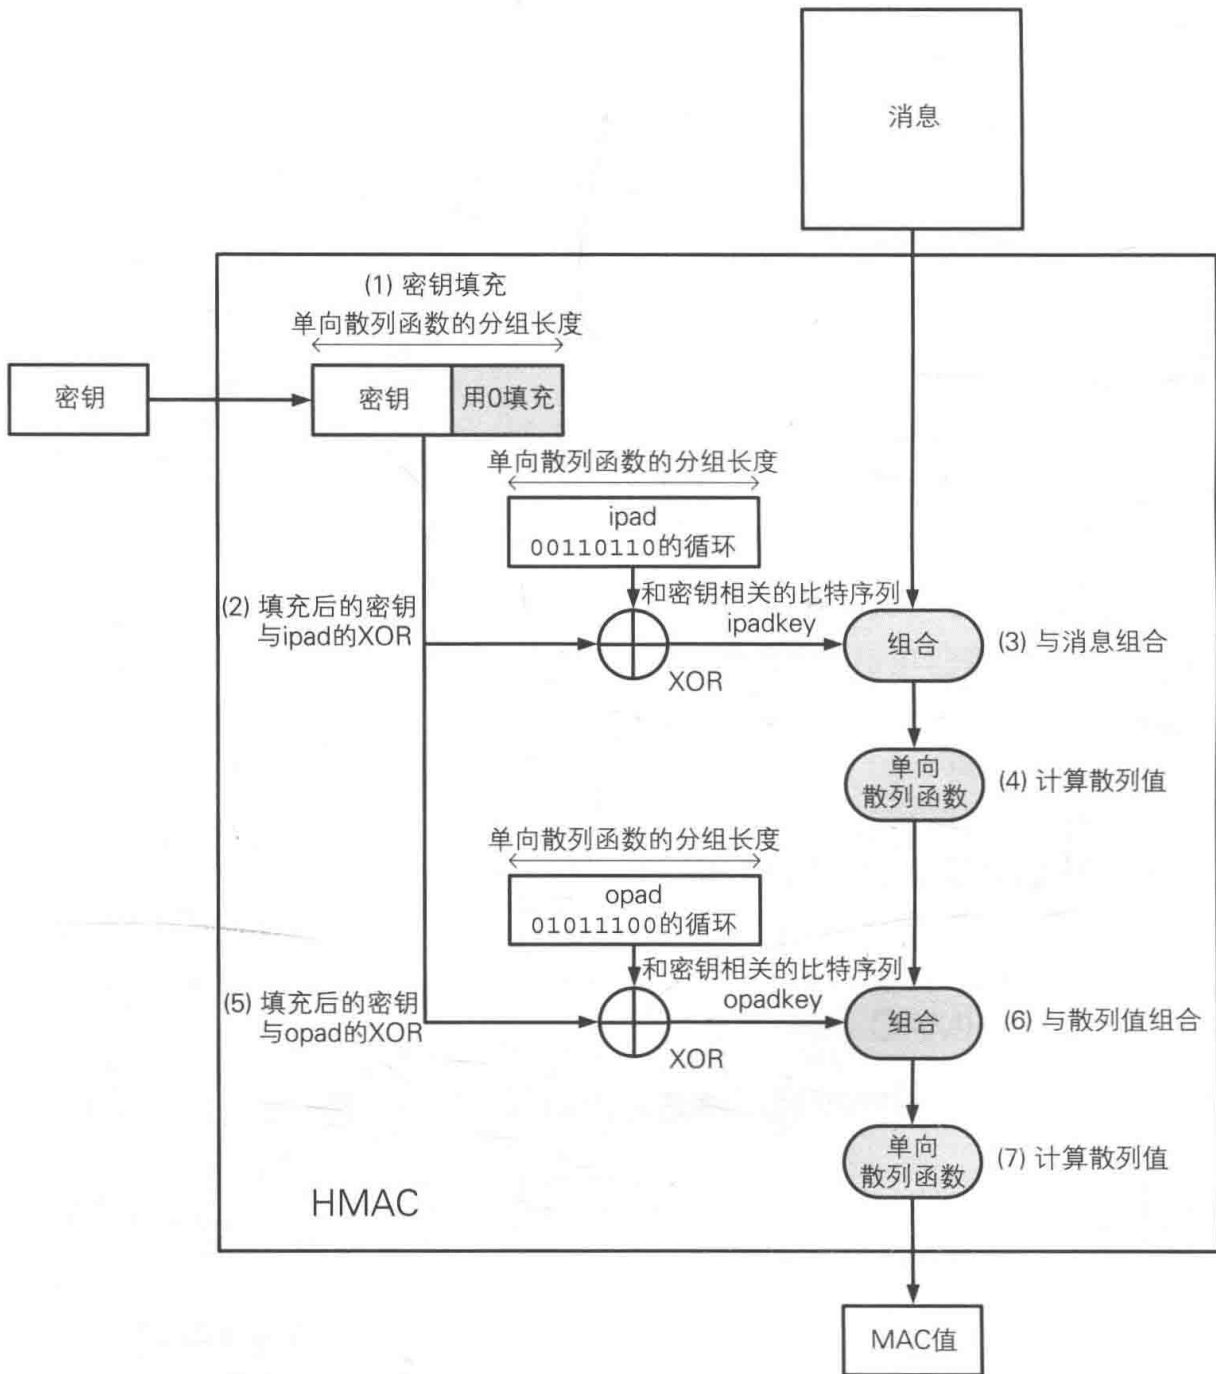 消息
(1) 密钥填充
单向散列函数的分组长度
密钥
密钥
用0填充
单向散列函数的分组长度
ipad
00110110的循环
(2) 填充后的密钥
与ipad的XOR
和密钥相关的比特序列
ipadkey
XOR
组合
(3) 与消息组合
单向
散列函数
(4) 计算散列值
单向散列函数的分组长度
opad
01011100的循环
(5) 填充后的密钥
与opad的XOR
和密钥相关的比特序列
opadkey
XOR
组合
(6) 与散列值组合
单向
散列函数
(7) 计算散列值
HMAC
MAC值